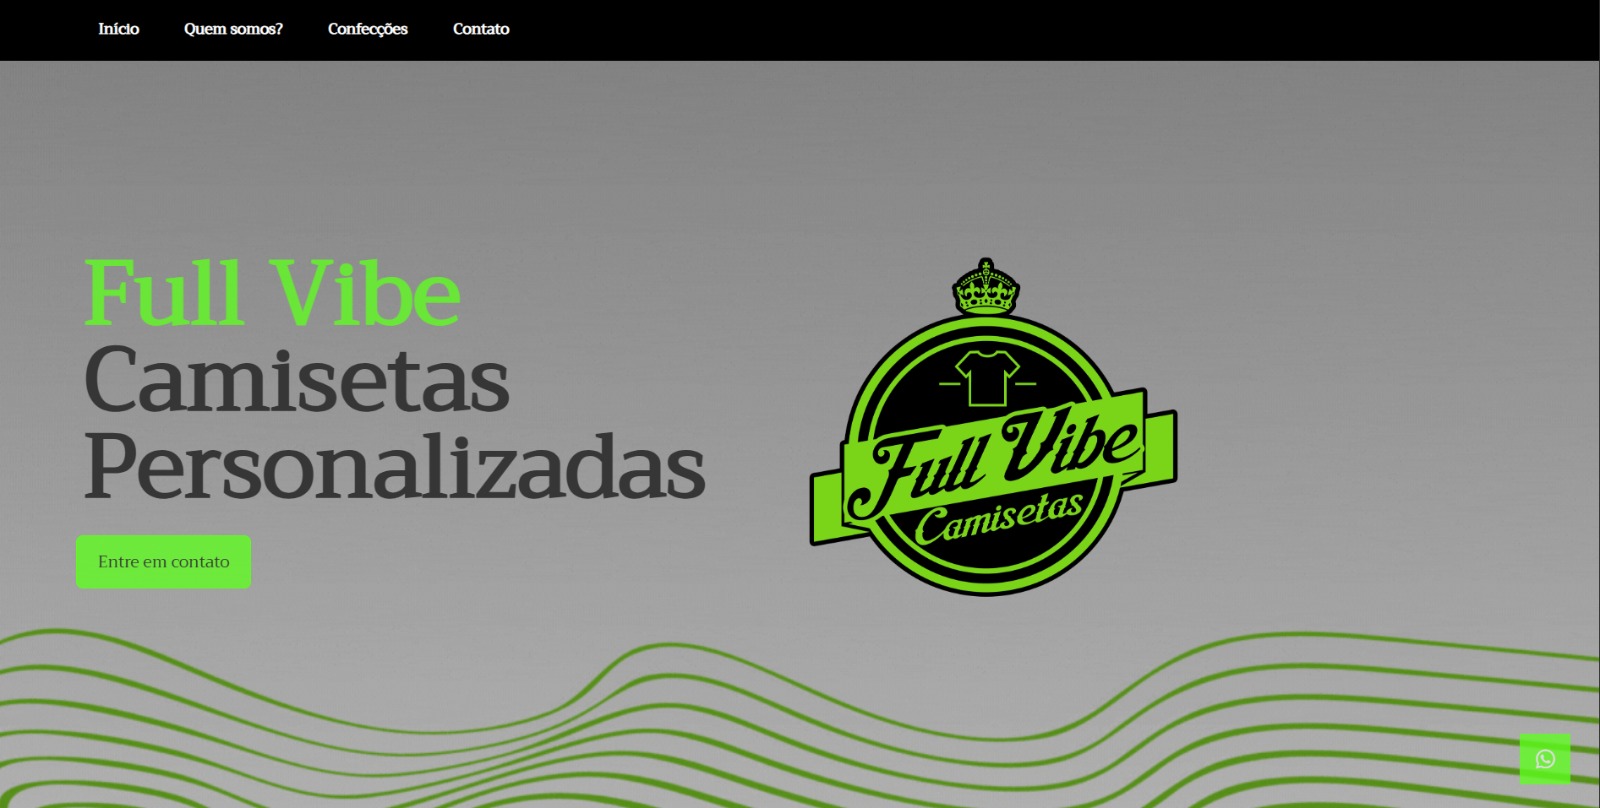 Início Quem somos? Confecções Contato
Full Vibe
Camisetas
Personalizadas
Entre em contato
Full Vibe
Camisetas